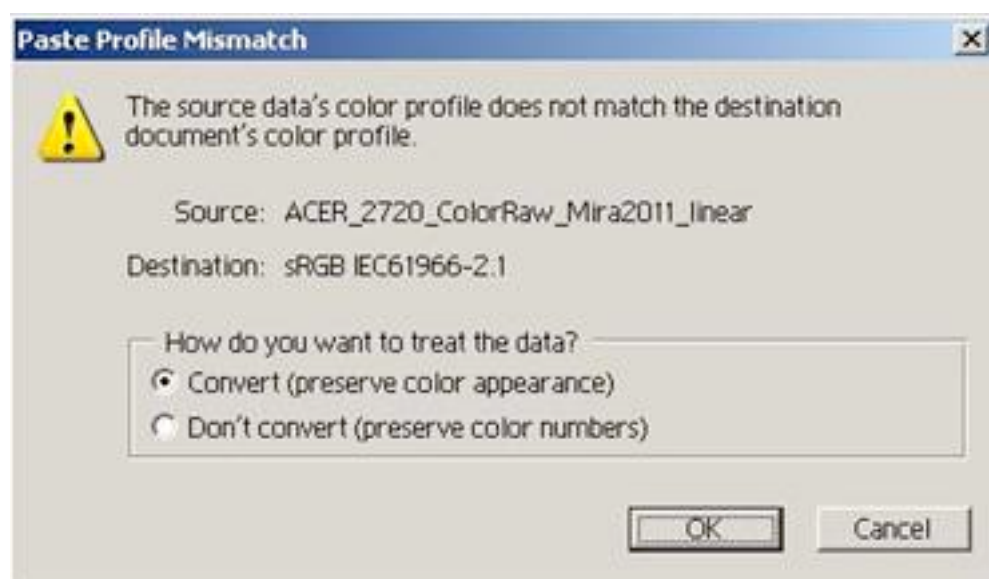 Paste Profile Mismatch
The source data's color profile does not match the destination
document's color profile.
Source: ACER_2720_ColorRaw_Mira2011_linear
Destination: sRGB IEC61966-2.1
How do you want to treat the data?
Convert (preserve color appearance)
Don't convert (preserve color numbers)
OK Cancel